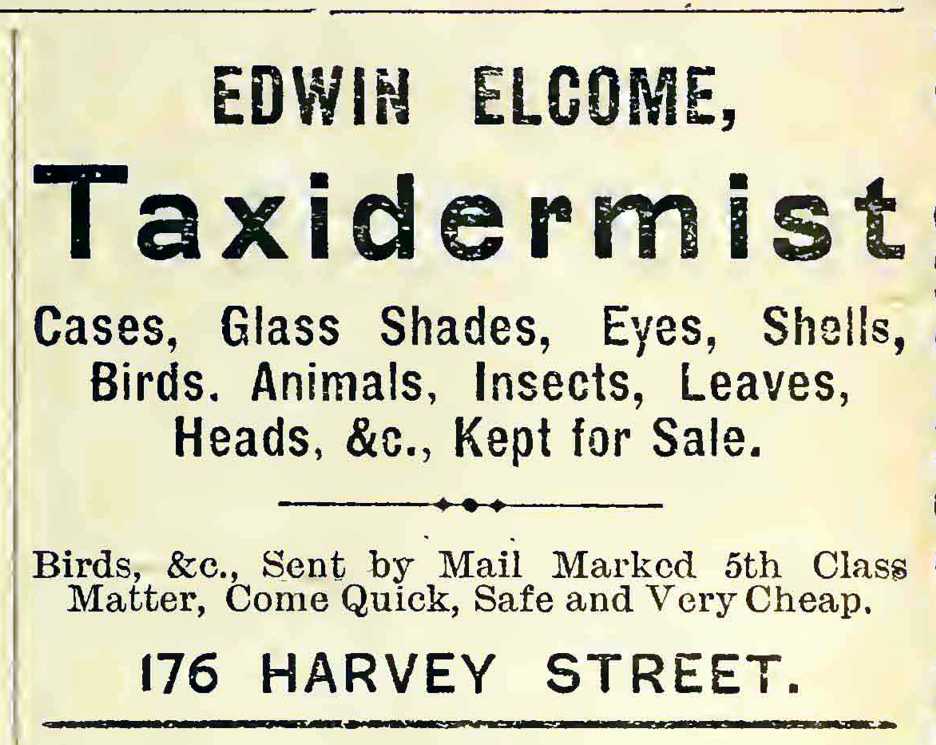 EDWIN ELCOME,
Taxidermist
Cases, Glass Shades, Eyes, Shells,
Birds. Animals, Insects, Leaves,
Heads, &c., Kept for Sale.
Birds, &c., Sent by Mail Marked 5th Class
Matter, Come Quick, Safe and Very Cheap.
176 HARVEY STREET.